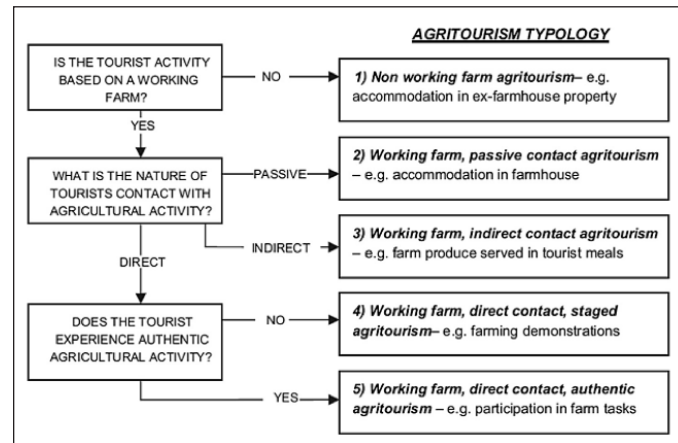 AGRITOURISM TYPOLOGY
IS THE TOURIST ACTIVITY
BASED ON A WORKING
FARM?
NO
1) Non working farm agritourism– e.g.
accommodation in ex-farmhouse property
YES
WHAT IS THE NATURE OF
TOURISTS CONTACT WITH
AGRICULTURAL ACTIVITY?
PASSIVE
2) Working farm, passive contact agritourism
– e.g. accommodation in farmhouse
INDIRECT
3) Working farm, indirect contact agritourism
– e.g. farm produce served in tourist meals
DIRECT
DOES THE TOURIST
EXPERIENCE AUTHENTIC
AGRICULTURAL ACTIVITY?
NO
4) Working farm, direct contact, staged
agritourism– e.g. farming demonstrations
YES
5) Working farm, direct contact, authentic
agritourism – e.g. participation in farm tasks